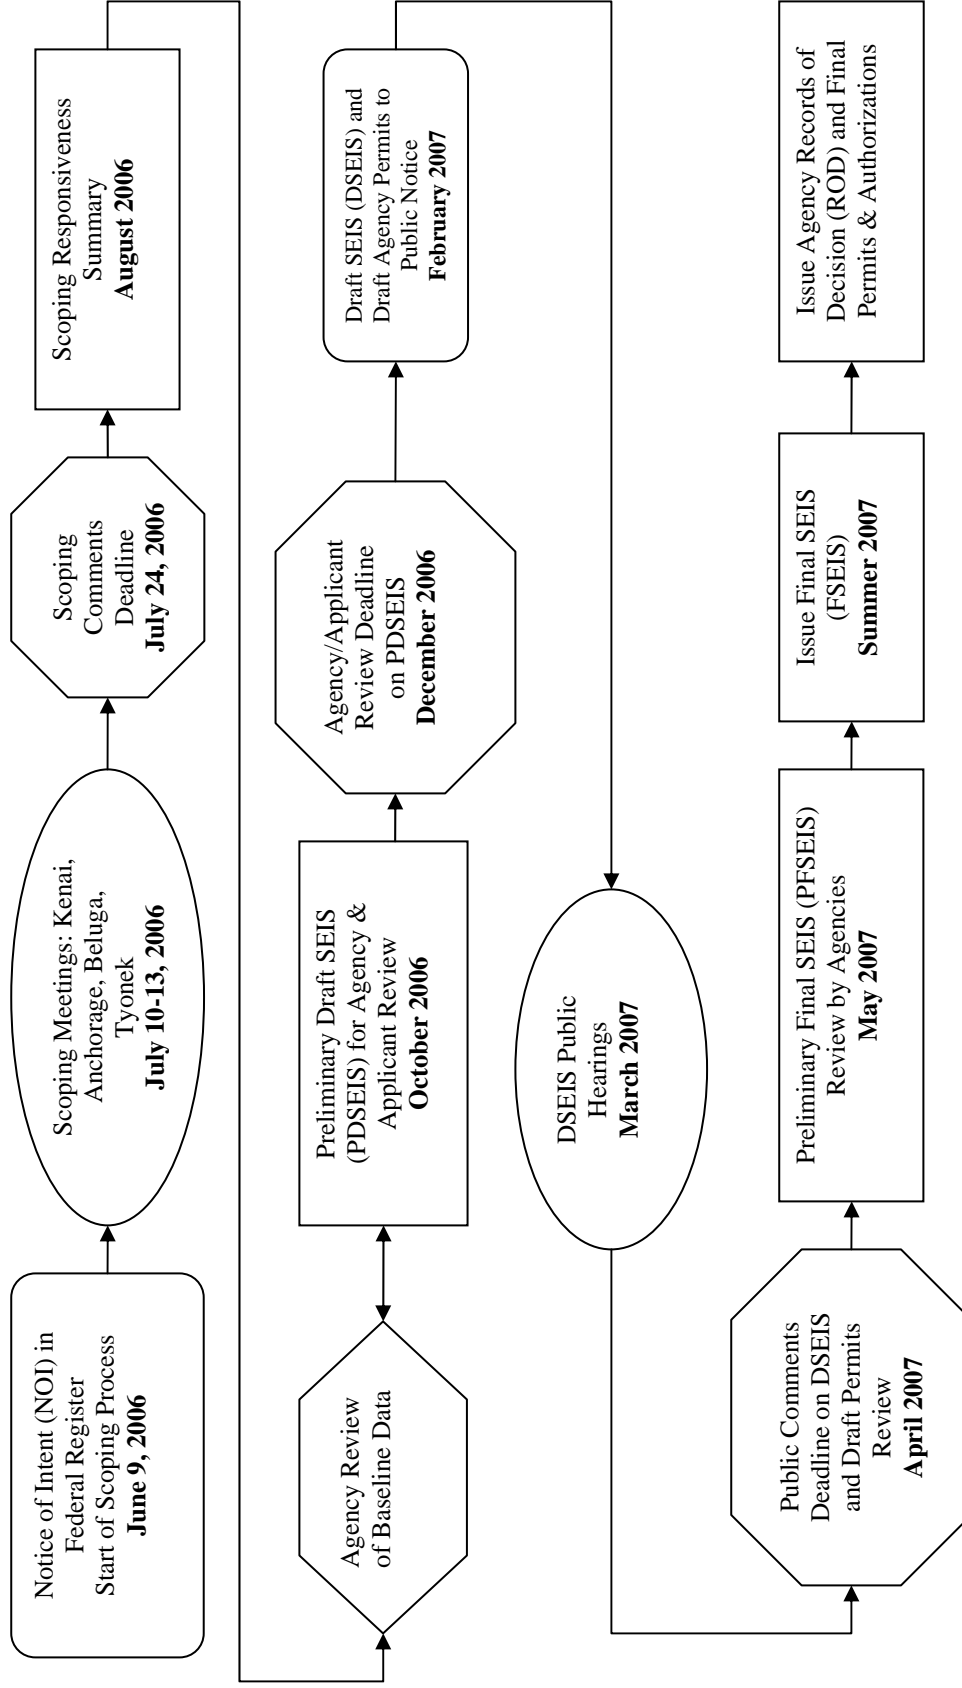 Notice of Intent (NOI) in
Federal Register
Start of Scoping Process
June 9, 2006
Scoping Meetings: Kenai,
Anchorage, Beluga,
Tyonek
July 10-13, 2006
Scoping
Comments
Deadline
July 24, 2006
Scoping Responsiveness
Summary
August 2006
Agency Review
of Baseline Data
Preliminary Draft SEIS
(PDSEIS) for Agency &
Applicant Review
October 2006
Agency/Applicant
Review Deadline
on PDSEIS
December 2006
Draft SEIS (DSEIS) and
Draft Agency Permits to
Public Notice
February 2007
DSEIS Public
Hearings
March 2007
Public Comments
Deadline on DSEIS
and Draft Permits
Review
April 2007
Preliminary Final SEIS (PFSEIS)
Review by Agencies
May 2007
Issue Final SEIS
(FSEIS)
Summer 2007
Issue Agency Records of
Decision (ROD) and Final
Permits & Authorizations